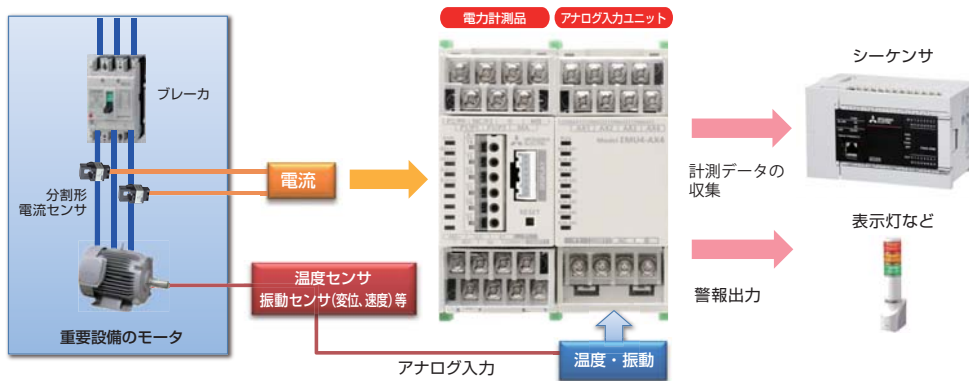 電力計測品
アナログ入力ユニット
ブレーカ
分割形
電流センサ
電流
重要設備のモータ
温度センサ
振動センサ(変位、速度)等
アナログ入力
温度・振動
Model EMU4-AX4
RESET
計測データの
収集
シーケンサ
表示灯など
警報出力